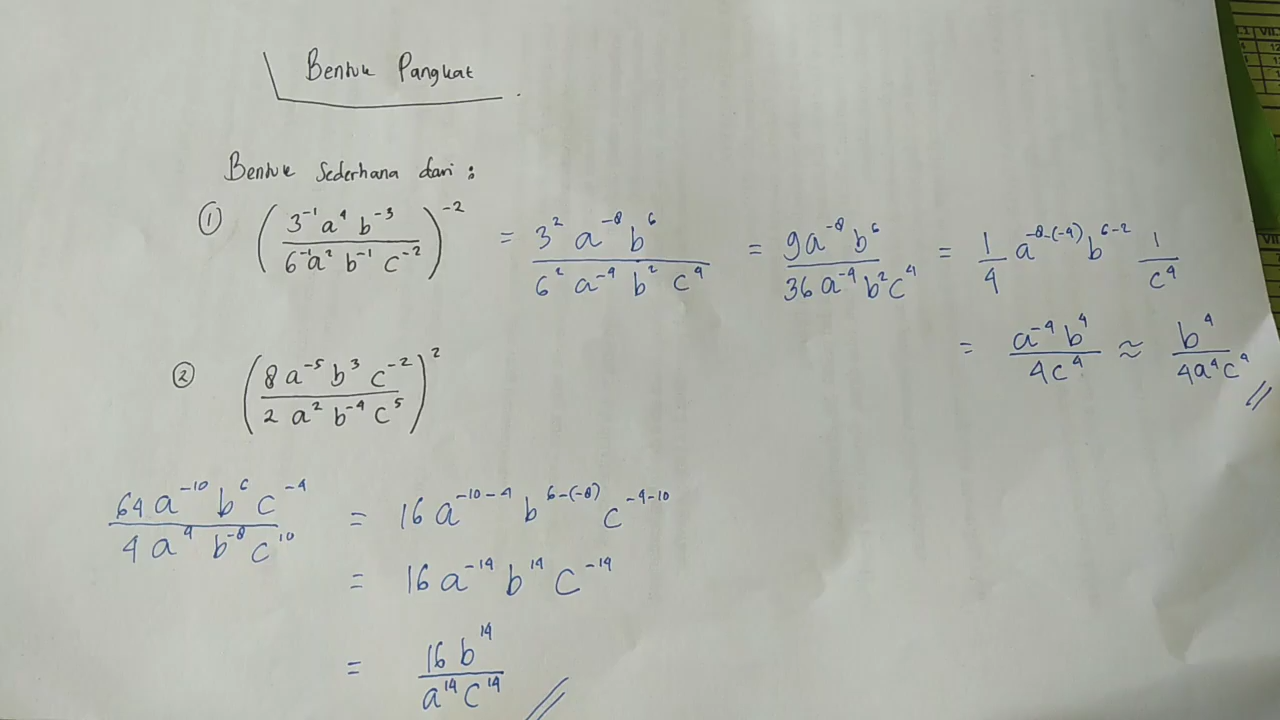 Bentuk Pangkat
Bentuk Sederhana dari :
① (3⁻¹ a⁴ b⁻³ / 6⁻¹ a² b⁻¹ c⁻²)⁻² = 3² a⁻⁸ b⁶ / 6² a⁻⁴ b² c⁴ = 9a⁻⁸ b⁶ / 36 a⁻⁴ b² c⁴ = 1/4 a⁻⁸⁻⁽⁻⁴⁾ b⁶⁻² 1/c⁴
= a⁻⁴ b⁴ / 4c⁴ ≈ b⁴ / 4a⁴c⁴ //
② (8 a⁻⁵ b³ c⁻² / 2 a² b⁻⁴ c⁵)²
64 a⁻¹⁰ b⁶ c⁻⁴ / 4 a⁴ b⁻⁸ c¹⁰ = 16 a⁻¹⁰⁻⁴ b⁶⁻⁽⁻⁸⁾ c⁻⁴⁻¹⁰
= 16 a⁻¹⁴ b¹⁴ c⁻¹⁴
= 16 b¹⁴ / a¹⁴ c¹⁴ //